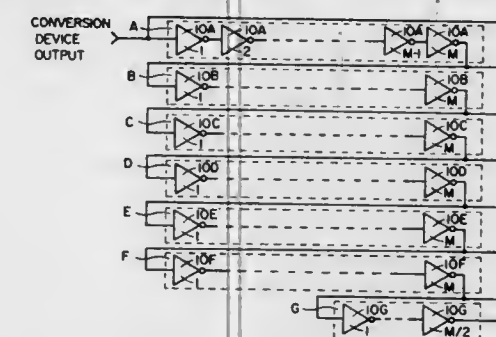 CONVERSION
DEVICE
OUTPUT
A 10A 10A 10A 10A
1 2 M-1 M
B 10B 10B
1 M
C 10C 10C
1 M
D 10D 10D
1 M
E 10E 10E
1 M
F 10F 10F
1 M
G 10G 10G
1 M/2